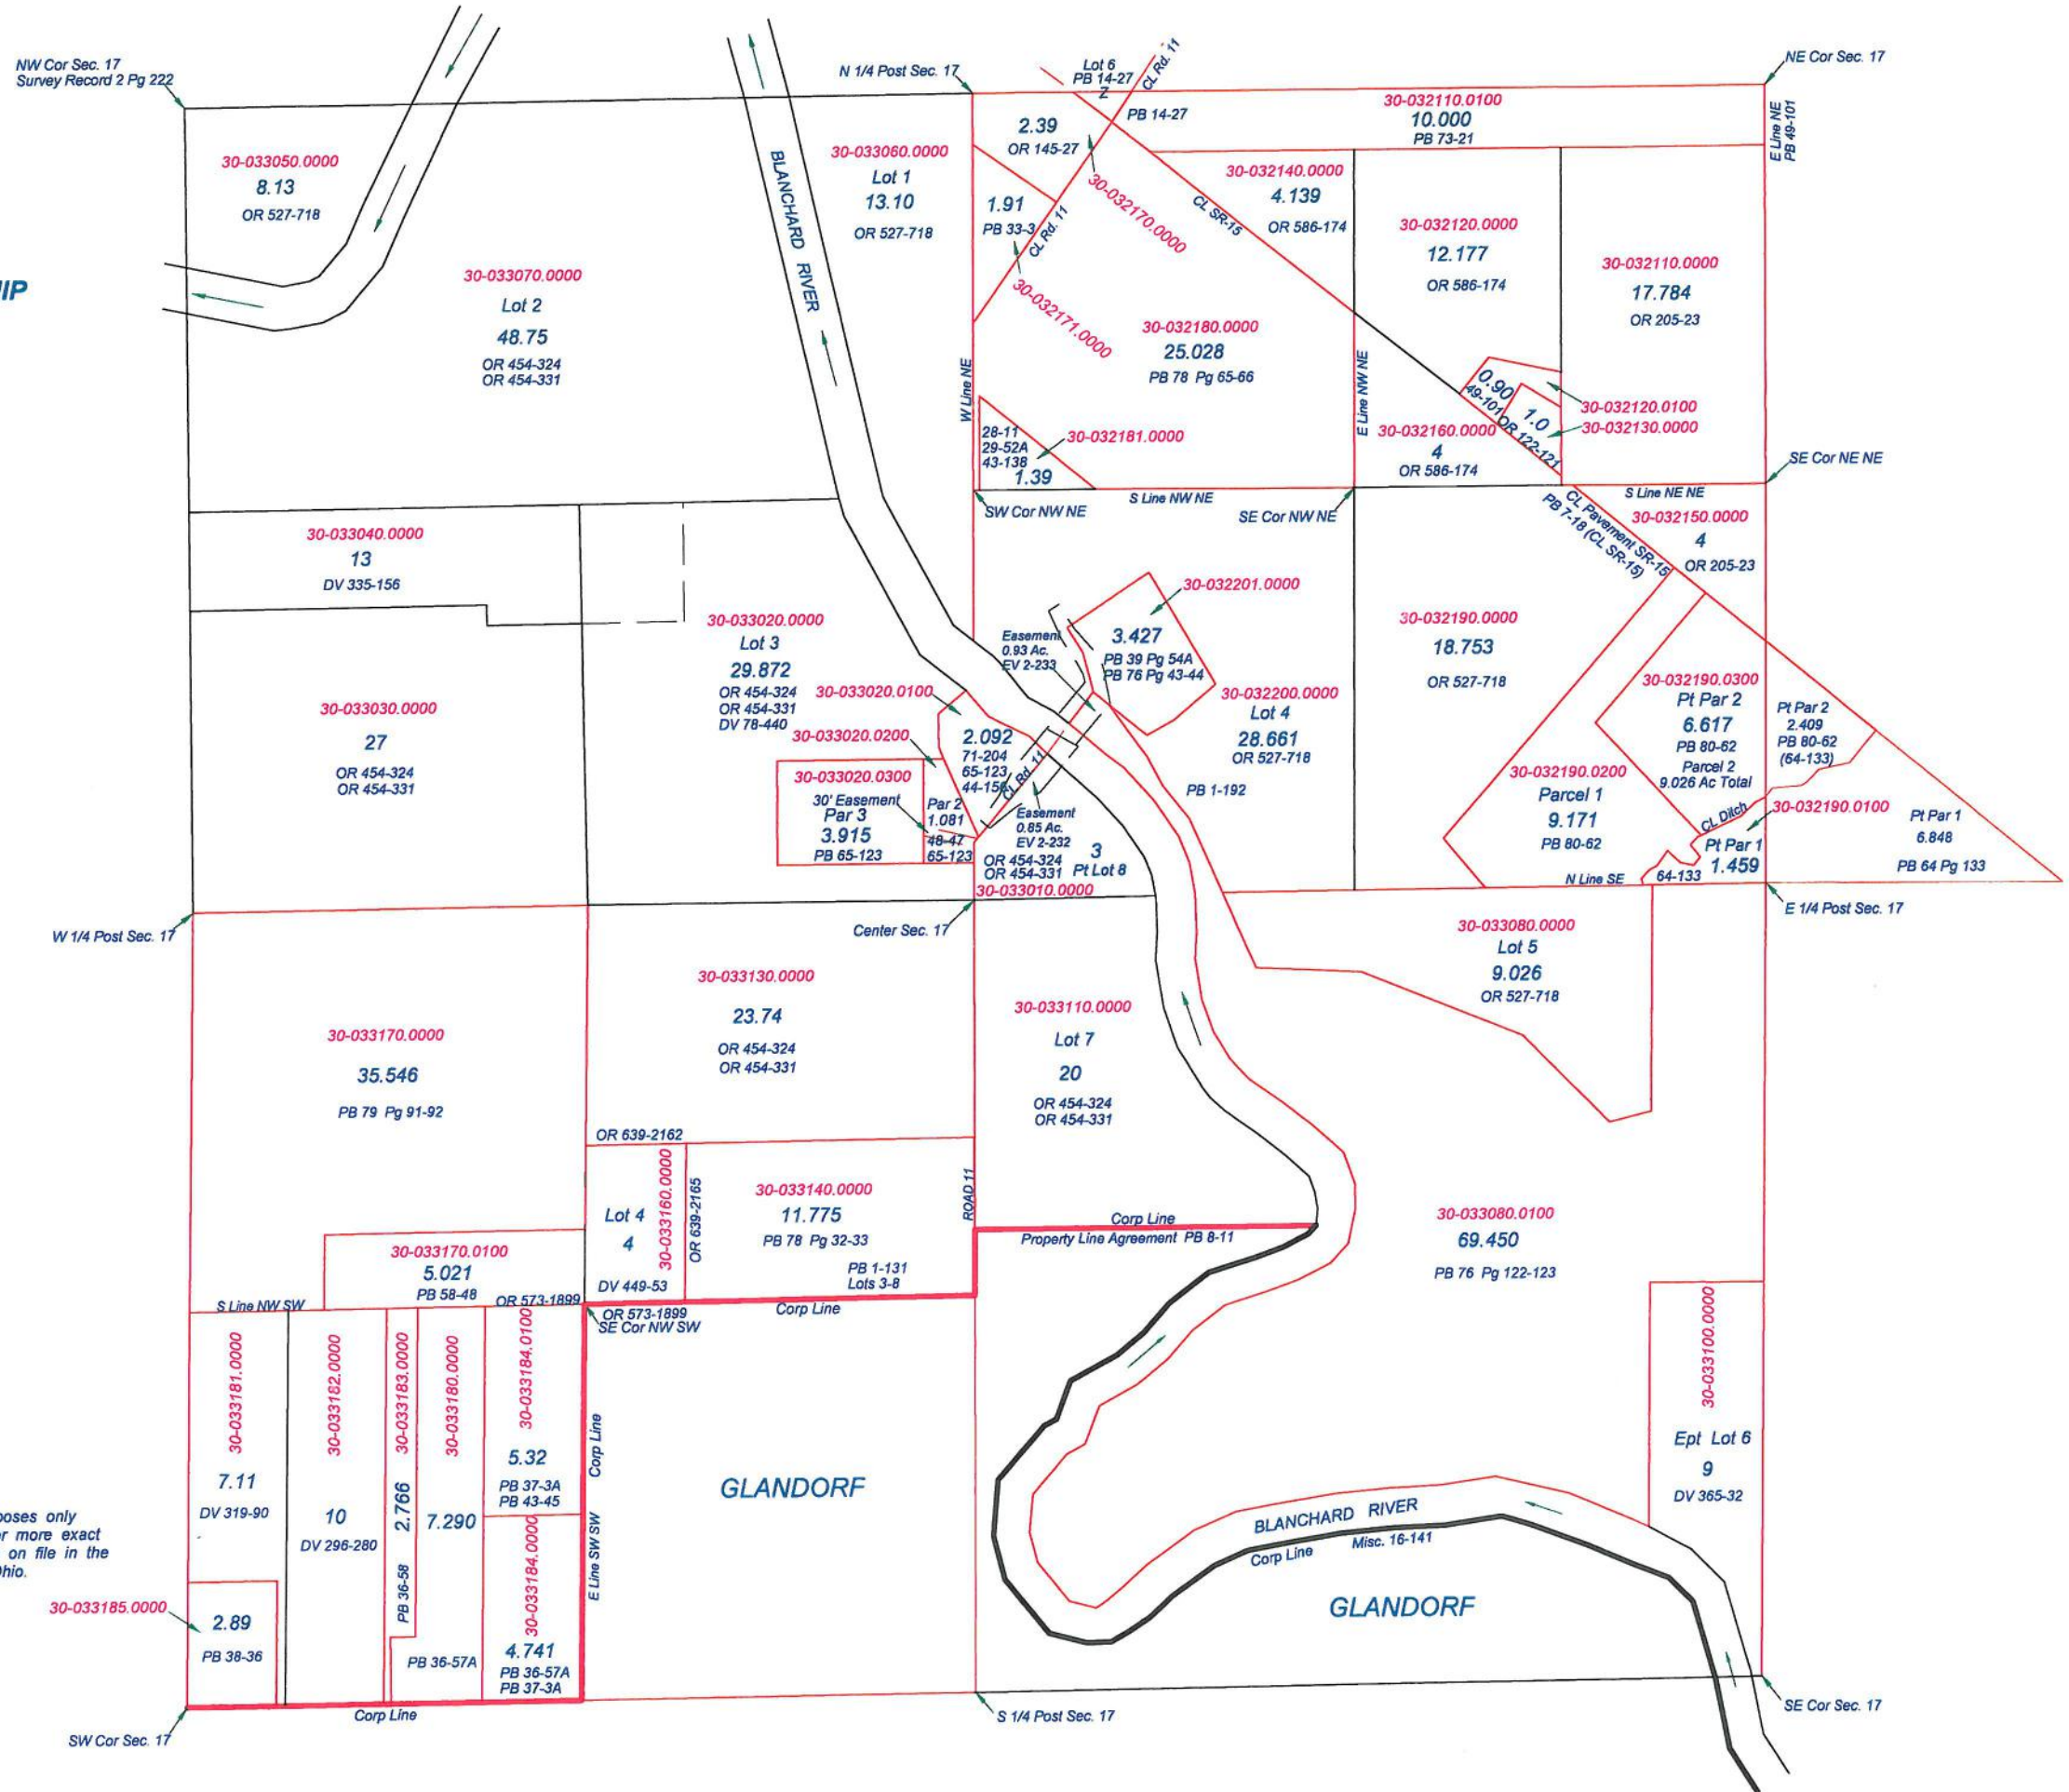 NW Cor Sec. 17
Survey Record 2 Pg 222
N 1/4 Post Sec. 17
Lot 6
PB 14-27
Z
CL Rd. 11
NE Cor Sec. 17
30-033050.0000
8.13
OR 527-718
BLANCHARD RIVER
30-033060.0000
Lot 1
13.10
OR 527-718
2.39
OR 145-27
PB 14-27
30-032110.0100
10.000
PB 73-21
E Line NE
PB 49-101
1.91
PB 33-3
CL Rd. 11
30-032170.0000
30-032171.0000
CL SR-15
30-032140.0000
4.139
OR 586-174
30-032120.0000
12.177
OR 586-174
30-032110.0000
17.784
OR 205-23
IP
30-033070.0000
Lot 2
48.75
OR 454-324
OR 454-331
W Line NE
30-032180.0000
25.028
PB 78 Pg 65-66
E Line NW NE
0.90
49-101
1.0
OR 122-121
30-032120.0100
30-032130.0000
28-11
29-52A
43-138
1.39
30-032181.0000
30-032160.0000
4
OR 586-174
SE Cor NE NE
SW Cor NW NE
S Line NW NE
SE Cor NW NE
S Line NE NE
CL Pavement SR-15
PB 7-18 (CL SR-15)
30-032150.0000
4
OR 205-23
30-033040.0000
13
DV 335-156
30-033020.0000
Lot 3
29.872
OR 454-324
OR 454-331
DV 78-440
30-033020.0100
30-033020.0200
Easement
0.93 Ac.
EV 2-233
30-032201.0000
3.427
PB 39 Pg 54A
PB 76 Pg 43-44
30-032200.0000
Lot 4
28.661
OR 527-718
PB 1-192
30-032190.0000
18.753
OR 527-718
30-032190.0300
Pt Par 2
6.617
PB 80-62
Parcel 2
9.026 Ac Total
Pt Par 2
2.409
PB 80-62
(64-133)
30-033030.0000
27
OR 454-324
OR 454-331
30-033020.0300
30' Easement
Par 3
3.915
PB 65-123
Par 2
1.081
48-47
65-123
2.092
71-204
65-123
CL Rd. 11
Easement
0.85 Ac.
EV 2-232
OR 454-324
OR 454-331
3
Pt Lot 8
30-033010.0000
30-032190.0200
Parcel 1
9.171
PB 80-62
CL Ditch
30-032190.0100
Pt Par 1
1.459
64-133
N Line SE
Pt Par 1
6.848
PB 64 Pg 133
W 1/4 Post Sec. 17
Center Sec. 17
E 1/4 Post Sec. 17
30-033080.0000
Lot 5
9.026
OR 527-718
30-033170.0000
35.546
PB 79 Pg 91-92
30-033130.0000
23.74
OR 454-324
OR 454-331
30-033110.0000
Lot 7
20
OR 454-324
OR 454-331
OR 639-2162
Lot 4
4
30-033160.0000
DV 449-53
OR 639-2165
30-033140.0000
11.775
PB 78 Pg 32-33
PB 1-131
Lots 3-8
ROAD 11
Corp Line
Property Line Agreement PB 8-11
30-033080.0100
69.450
PB 76 Pg 122-123
30-033170.0100
5.021
PB 58-48
S Line NW SW
OR 573-1899
OR 573-1899
SE Cor NW SW
Corp Line
30-033181.0000
7.11
DV 319-90
30-033182.0000
10
DV 296-280
30-033183.0000
2.766
PB 36-58
30-033180.0000
7.290
PB 36-57A
30-033184.0100
5.32
PB 37-3A
PB 43-45
30-033184.0000
4.741
PB 36-57A
PB 37-3A
Corp Line
E Line SW SW
GLANDORF
30-033100.0000
Ept Lot 6
9
DV 365-32
BLANCHARD RIVER
Corp Line
Misc. 16-141
GLANDORF
oses only
r more exact
on file in the
hio.
30-033185.0000
2.89
PB 38-36
Corp Line
SW Cor Sec. 17
S 1/4 Post Sec. 17
SE Cor Sec. 17